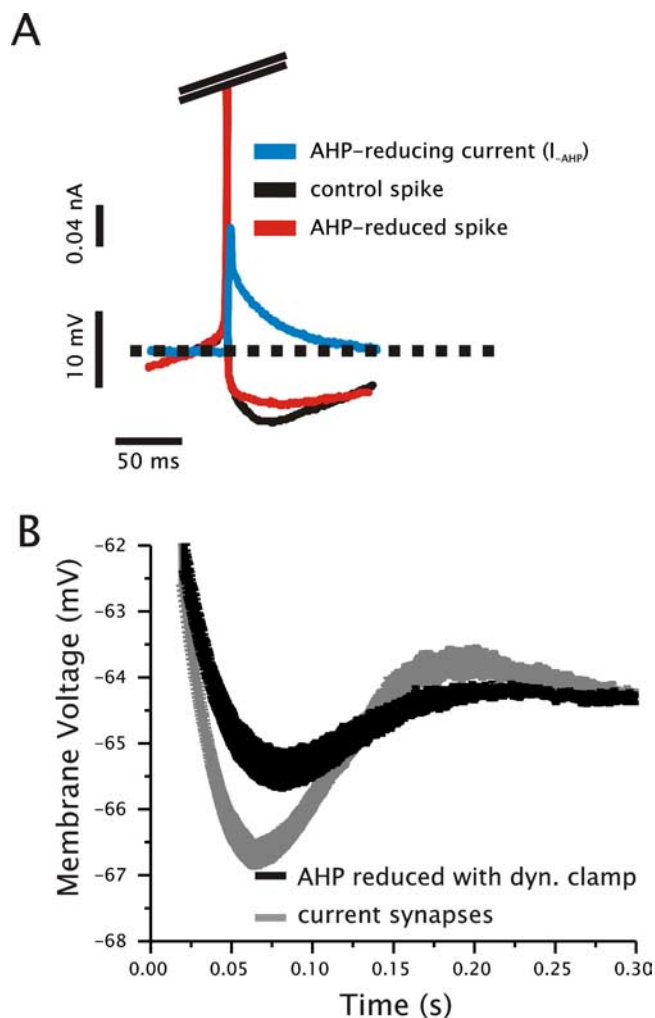 A
AHP-reducing current (I-AHP)
control spike
AHP-reduced spike
0.04 nA
10 mV
50 ms
B
-62
-63
-64
-65
-66
-67
-68
Membrane Voltage (mV)
AHP reduced with dyn. clamp
current synapses
0.00 0.05 0.10 0.15 0.20 0.25 0.30
Time (s)